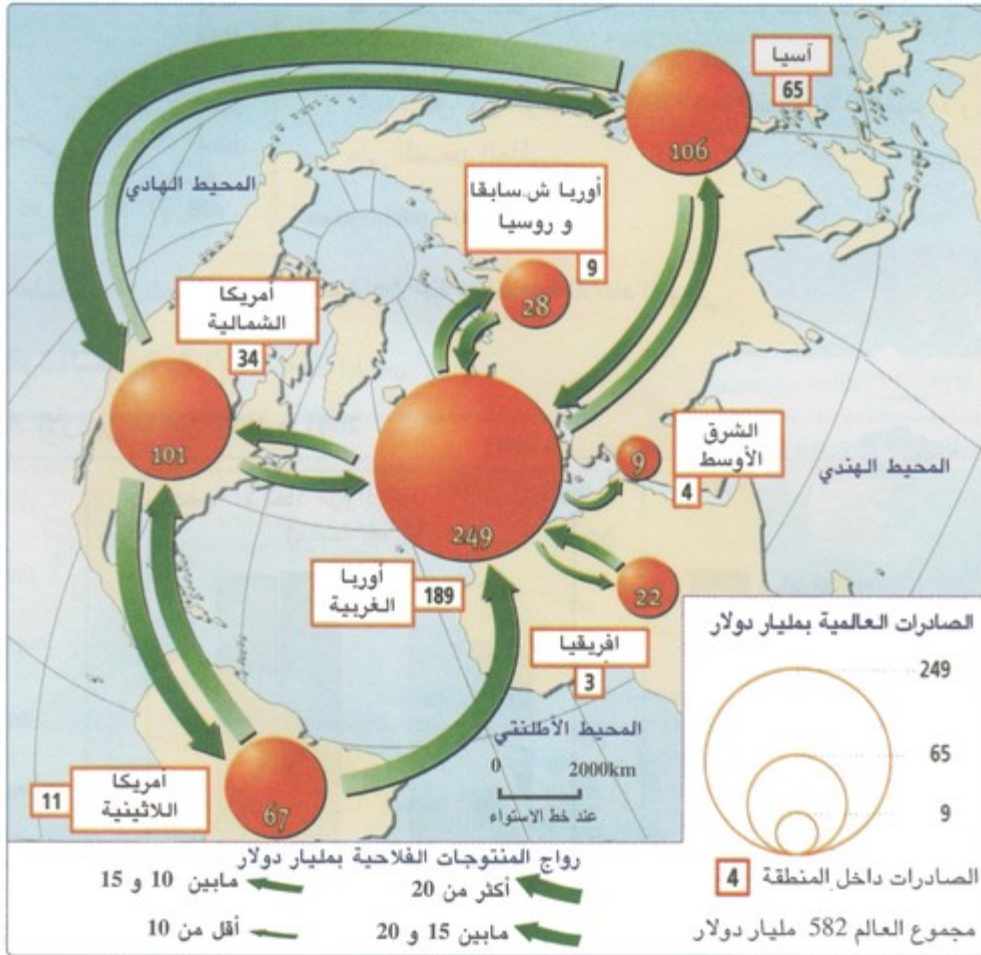 آسيا
65
106
المحيط الهادي
أوربا ش.سابقا
و روسيا
9
28
أمريكا
الشمالية
34
101
الشرق
الأوسط
4
9
المحيط الهندي
249
أوربا
الغربية
189
22
افريقيا
3
المحيط الأطلنتي
0 2000km
عند خط الاستواء
أمريكا
اللاثينية
11
67
الصادرات العالمية بمليار دولار
249
65
9
الصادرات داخل المنطقة 4
مجموع العالم 582 مليار دولار
رواج المنتوجات الفلاحية بمليار دولار
أكثر من 20
مابين 10 و 15
مابين 15 و 20
أقل من 10